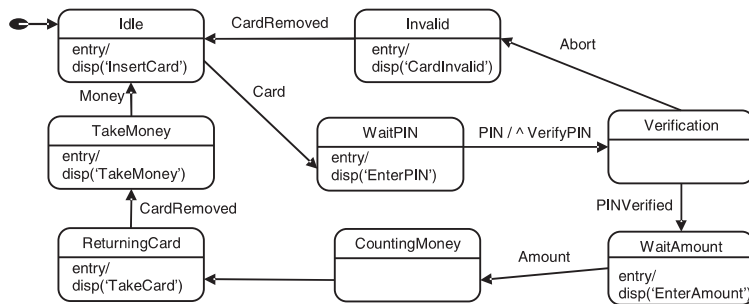 Idle
entry/
disp('InsertCard')
CardRemoved
Invalid
entry/
disp('CardInvalid')
Abort
Card
Money
TakeMoney
entry/
disp('TakeMoney')
WaitPIN
entry/
disp('EnterPIN')
PIN / ^ VerifyPIN
Verification
PINVerified
CardRemoved
ReturningCard
entry/
disp('TakeCard')
CountingMoney
Amount
WaitAmount
entry/
disp('EnterAmount')